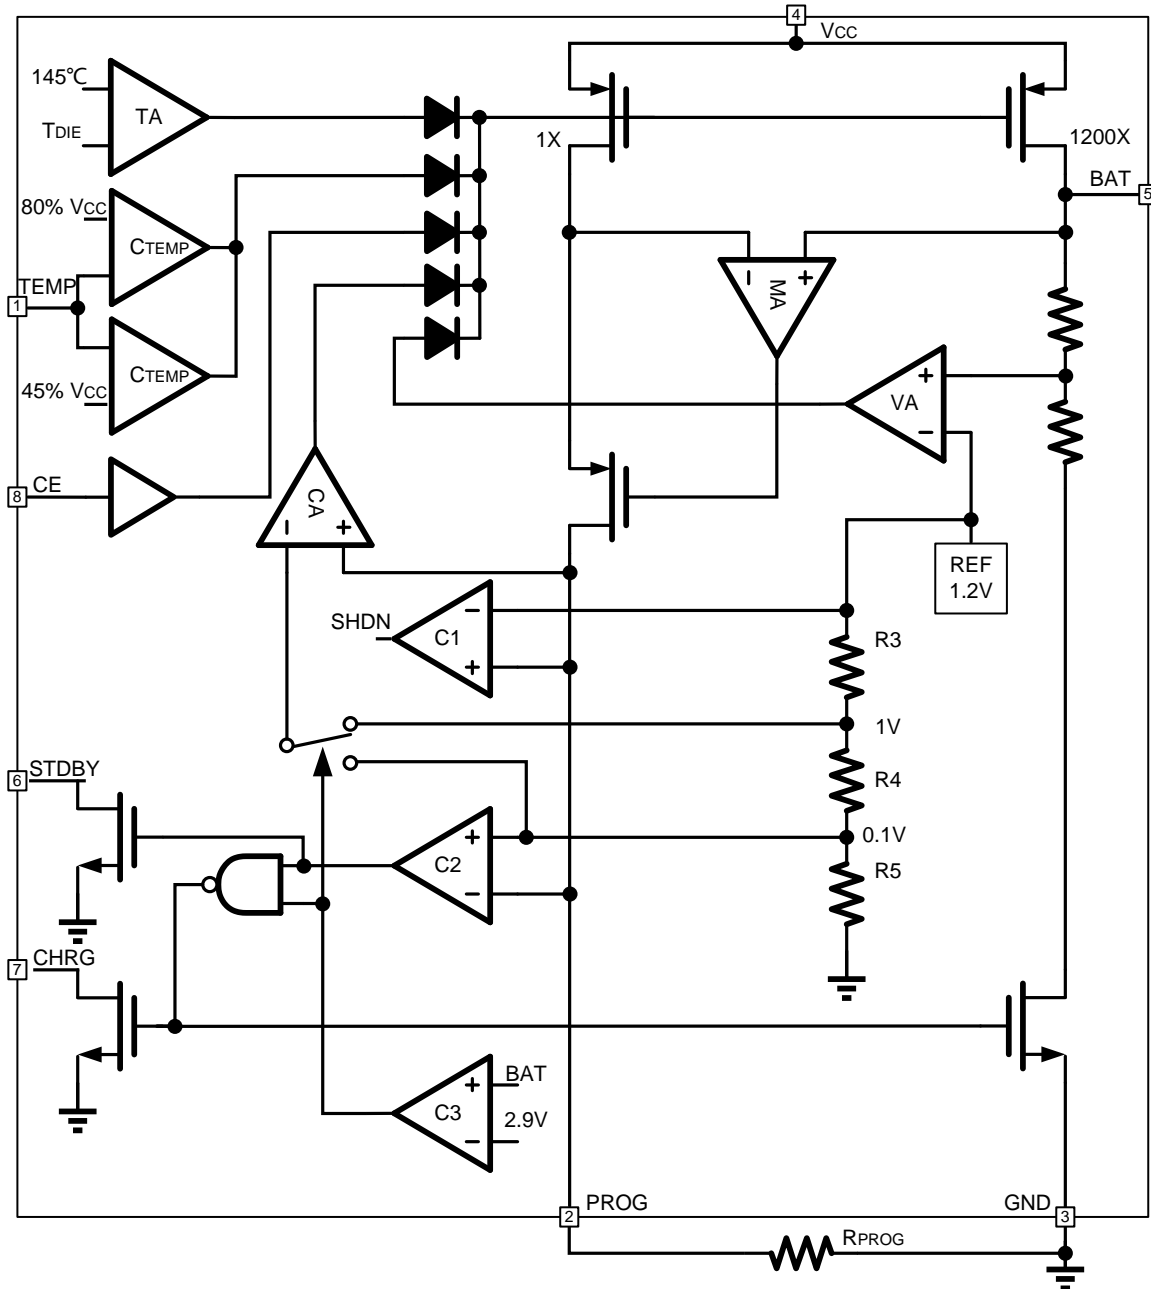 4
VCC
145℃
TA
TDIE
1X
1200X
BAT
5
80% VCC
CTEMP
TEMP
1
− +
MA
CTEMP
45% VCC
+
VA
−
8
CE
CA
− +
REF
1.2V
SHDN
−
C1
+
R3
1V
6
STDBY
R4
+
0.1V
C2
R5
−
7
CHRG
+
BAT
C3
2.9V
−
2
PROG
GND
3
RPROG